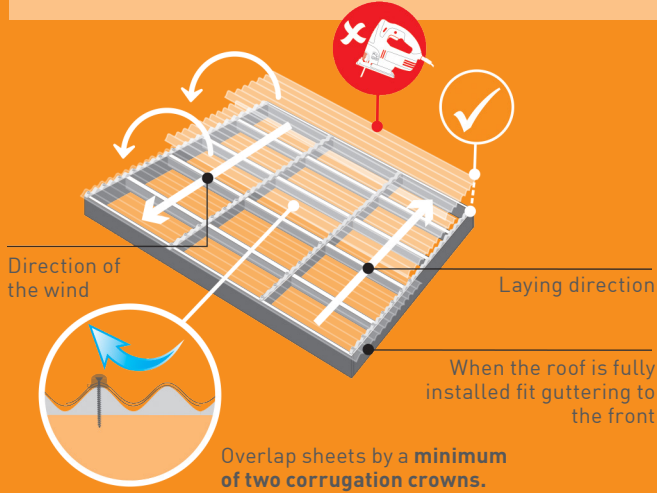 Direction of
the wind
Laying direction
When the roof is fully
installed fit guttering to
the front
Overlap sheets by a minimum
of two corrugation crowns.